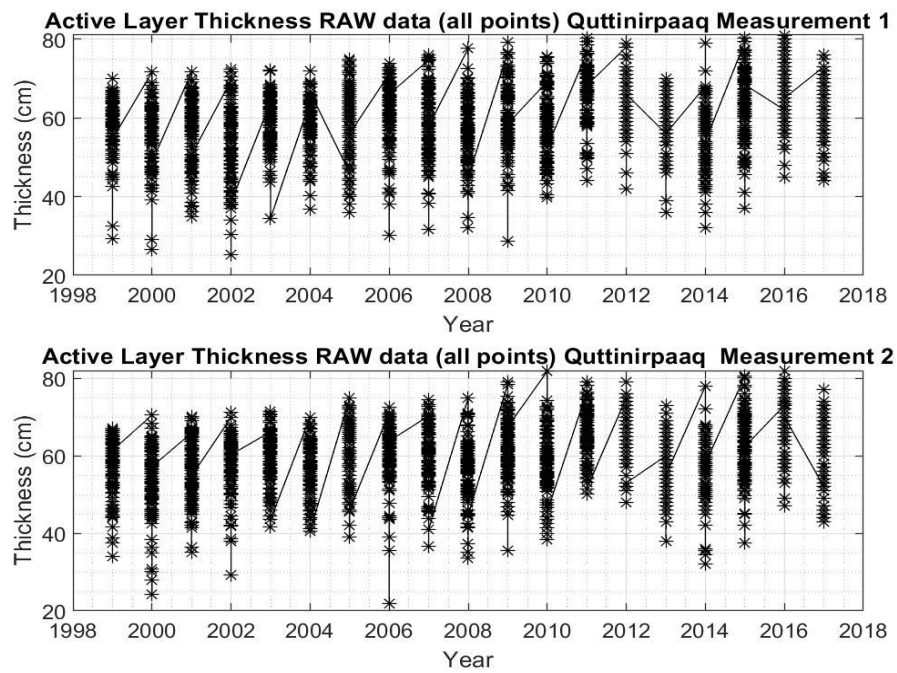 Active Layer Thickness RAW data (all points) Quttinirpaaq Measurement 1
80
60
40
20
Thickness (cm)
1998 2000 2002 2004 2006 2008 2010 2012 2014 2016 2018
Year
Active Layer Thickness RAW data (all points) Quttinirpaaq  Measurement 2
80
60
40
20
Thickness (cm)
1998 2000 2002 2004 2006 2008 2010 2012 2014 2016 2018
Year